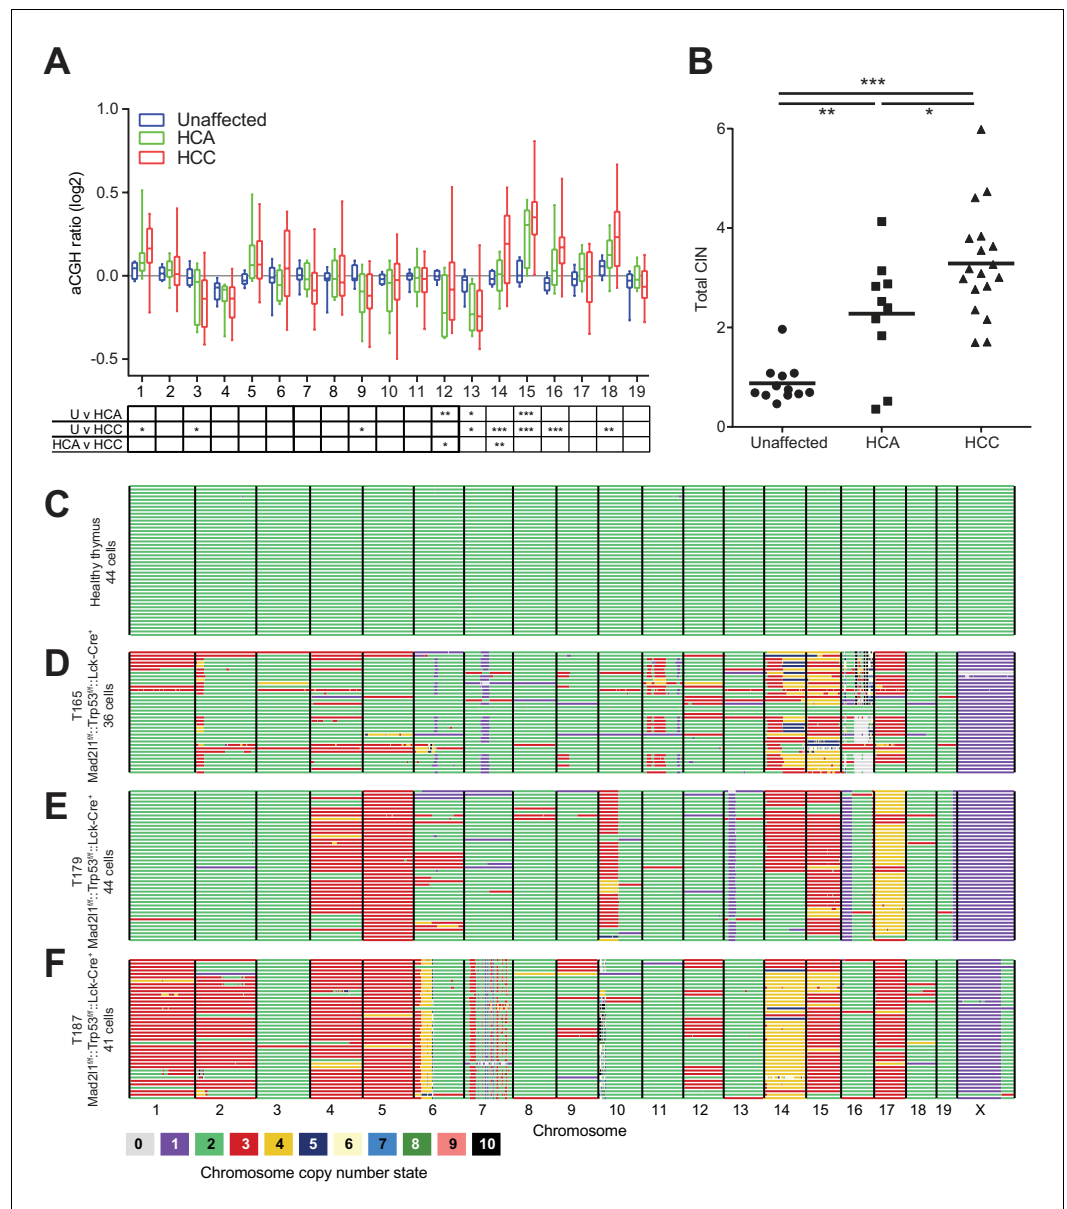 A
B
1.0
0.5
0.0
-0.5
aCGH ratio (log2)
Unaffected
HCA
HCC
1 2 3 4 5 6 7 8 9 10 11 12 13 14 15 16 17 18 19
U v HCA ** * ***
U v HCC * * * * *** *** *** **
HCA v HCC * **
***
** *
6
4
2
0
Total CIN
Unaffected HCA HCC
C
Healthy thymus
44 cells
D
T165
Mad2l1f/f::Trp53f/f::Lck-Cre+
36 cells
E
T179
Mad2l1f/f::Trp53f/f::Lck-Cre+
44 cells
F
T187
Mad2l1f/f::Trp53f/f::Lck-Cre+
41 cells
1 2 3 4 5 6 7 8 9 10 11 12 13 14 15 16 17 18 19 X
Chromosome
0 1 2 3 4 5 6 7 8 9 10
Chromosome copy number state